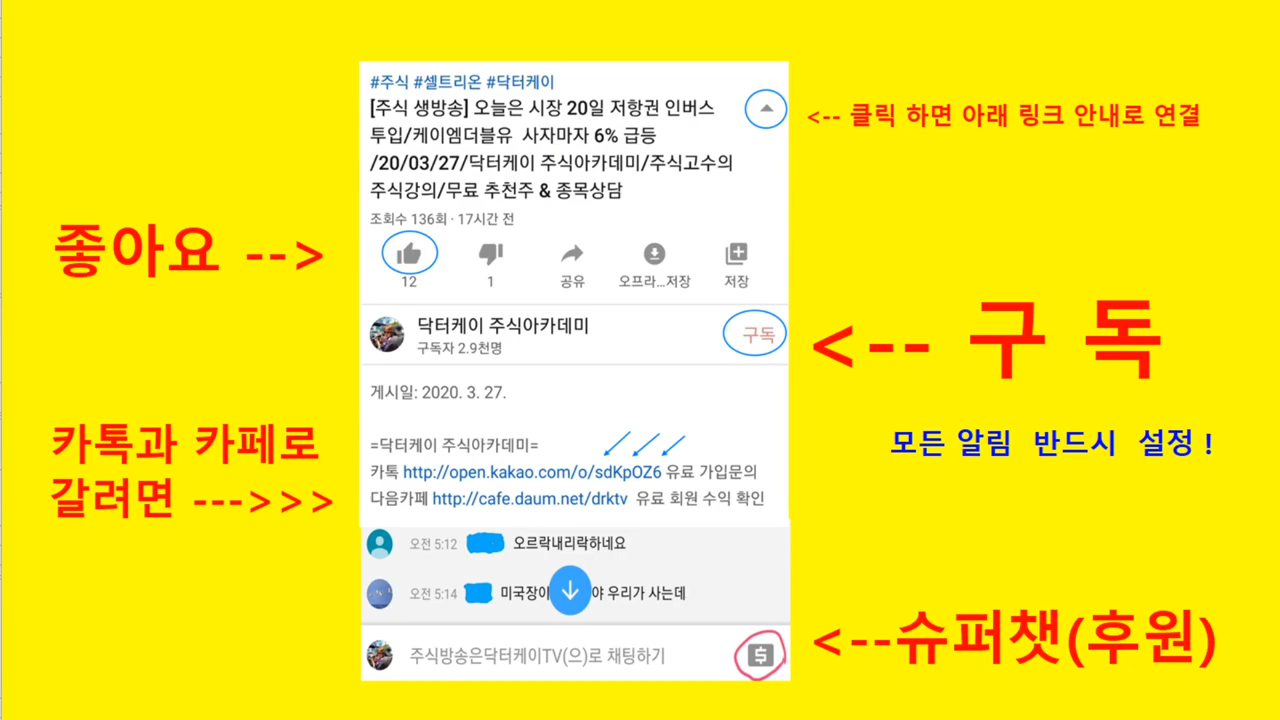 #주식 #셀트리온 #닥터케이
[주식 생방송] 오늘은 시장 20일 저항권 인버스
투입/케이엠더블유 사자마자 6% 급등
/20/03/27/닥터케이 주식아카데미/주식고수의
주식강의/무료 추천주 & 종목상담
<-- 클릭 하면 아래 링크 안내로 연결
조회수 136회 · 17시간 전
좋아요 -->
12
1
공유
오프라...저장
저장
닥터케이 주식아카데미
구독자 2.9천명
구독
<-- 구 독
게시일: 2020. 3. 27.
모든 알림 반드시 설정 !
카톡과 카페로
갈려면 --->>>
=닥터케이 주식아카데미=
카톡 http://open.kakao.com/o/sdKpOZ6 유료 가입문의
다음카페 http://cafe.daum.net/drktv 유료 회원 수익 확인
오전 5:12 오르락내리락하네요
오전 5:14 미국장이 야 우리가 사는데
주식방송은닥터케이TV(으)로 채팅하기
<--슈퍼챗(후원)